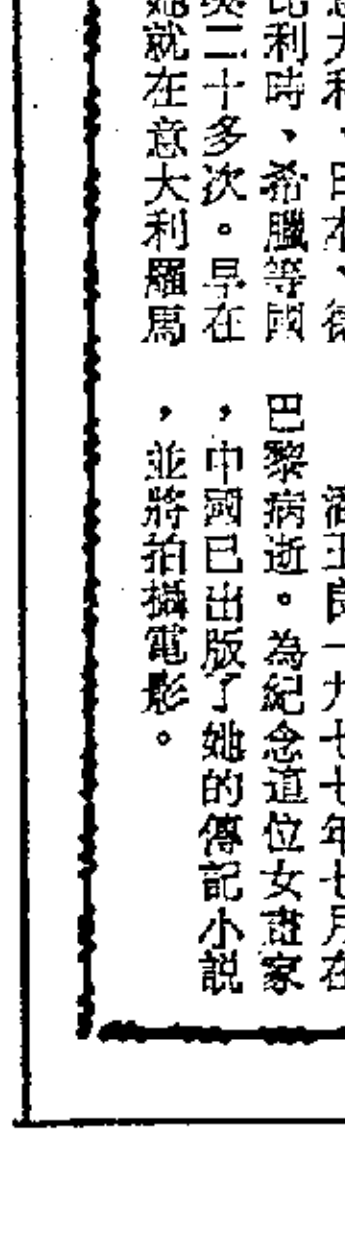 意大利、日本、德
比利時、希臘等國
奬二十多次。早在
她就在意大利羅馬
潘玉良一九七七年七月在
巴黎病逝。為紀念這位女畫家
，中國已出版了她的傳記小説
，並將拍攝電影。